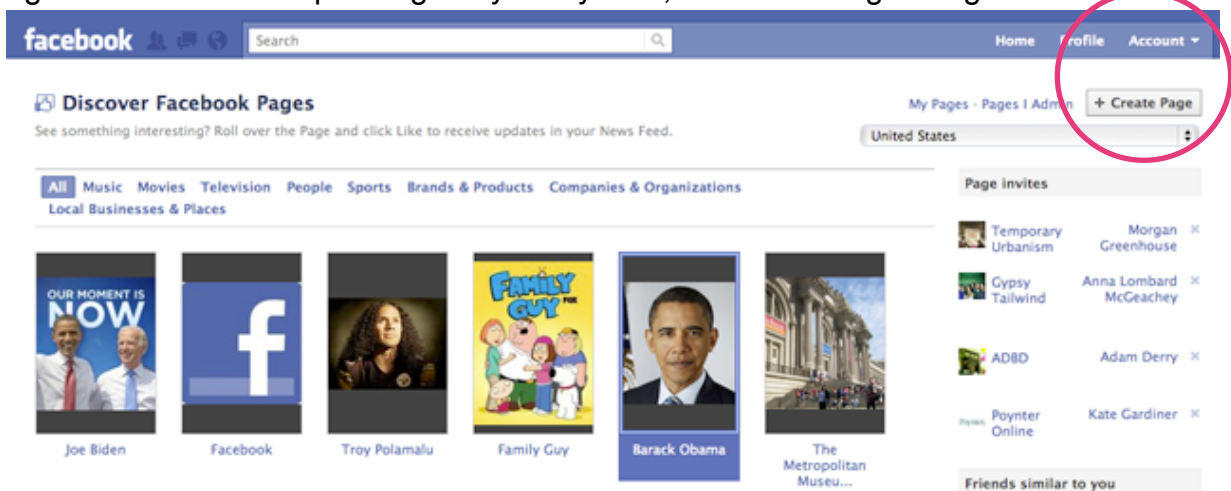 facebook Search Home Profile Account
Discover Facebook Pages
My Pages · Pages I Admin + Create Page
See something interesting? Roll over the Page and click Like to receive updates in your News Feed.
United States
All Music Movies Television People Sports Brands & Products Companies & Organizations
Local Businesses & Places
OUR MOMENT IS
NOW
f
FAMILY
GUY FOX
Joe Biden Facebook Troy Polamalu Family Guy Barack Obama The
Metropolitan
Museu...
Page invites
Temporary Morgan ×
Urbanism Greenhouse
Gypsy Anna Lombard ×
Tailwind McGeachey
ADBD Adam Derry ×
Poynter Kate Gardiner ×
Online
Friends similar to you